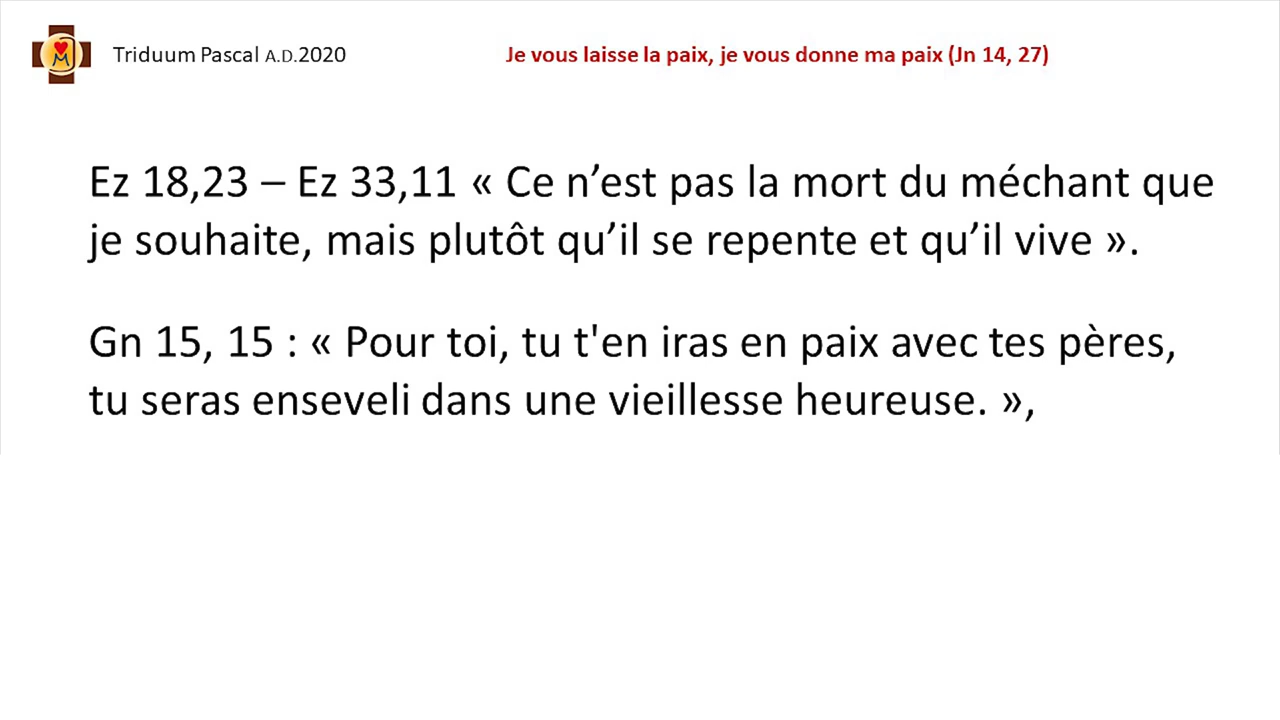 Triduum Pascal A.D.2020
Je vous laisse la paix, je vous donne ma paix (Jn 14, 27)
Ez 18,23 – Ez 33,11 « Ce n’est pas la mort du méchant que
je souhaite, mais plutôt qu’il se repente et qu’il vive ».
Gn 15, 15 : « Pour toi, tu t'en iras en paix avec tes pères,
tu seras enseveli dans une vieillesse heureuse. »,